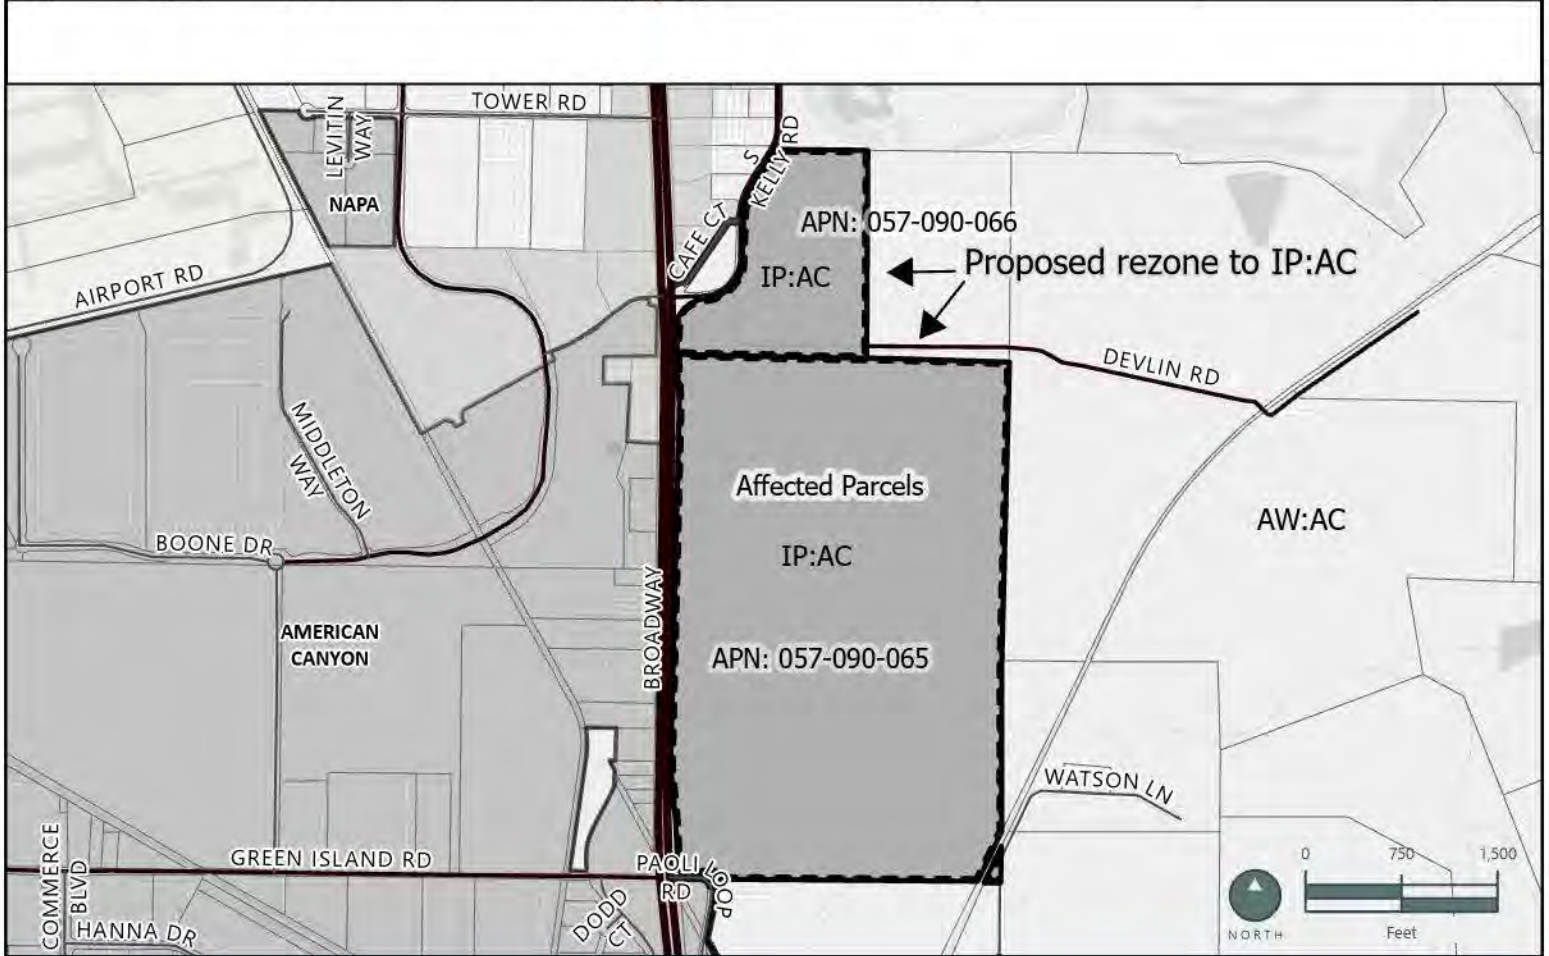 TOWER RD
LEVITIN
WAY
NAPA
S
KELLY RD
CAFE CT
APN: 057-090-066
Proposed rezone to IP:AC
IP:AC
AIRPORT RD
DEVLIN RD
MIDDLETON
WAY
Affected Parcels
IP:AC
AW:AC
BOONE DR
AMERICAN
CANYON
BROADWAY
APN: 057-090-065
WATSON LN
GREEN ISLAND RD
PAOLI LOOP
RD
COMMERCE
BLVD
HANNA DR
DODD
CT
0 750 1,500
Feet
NORTH